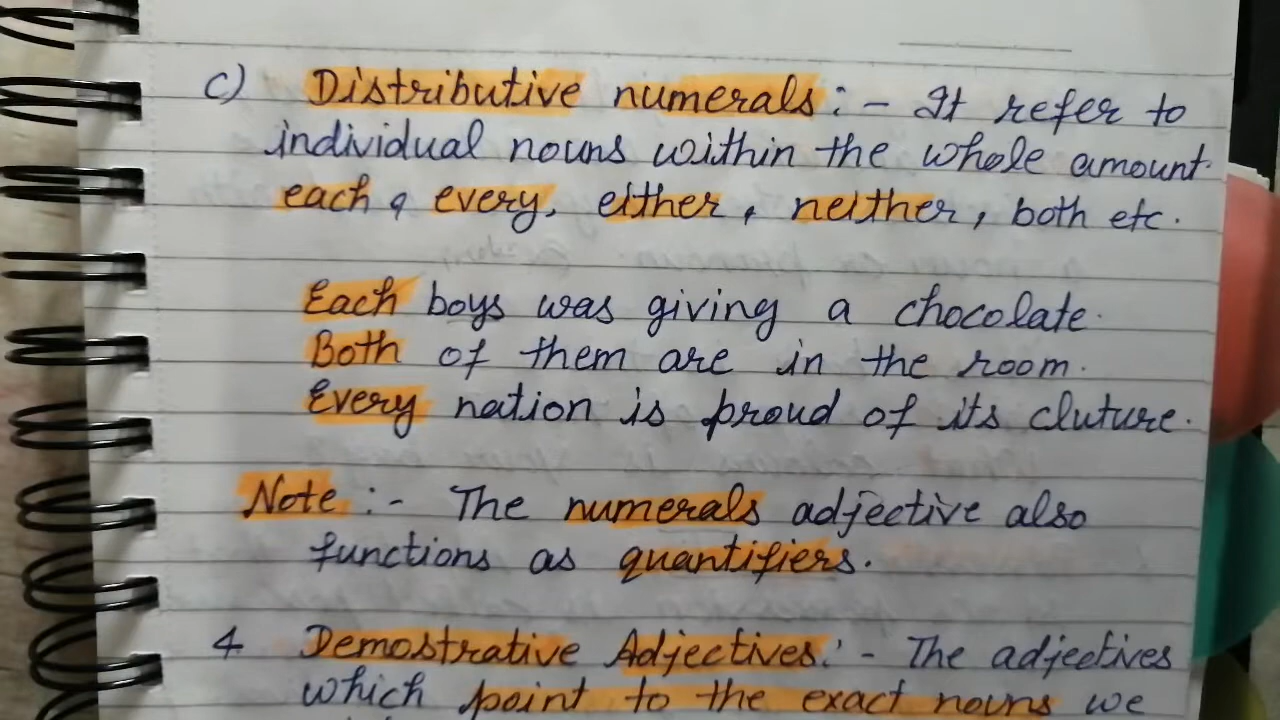 c) Distributive numerals : - It refer to
individual nouns within the whole amount.
each, every, either, neither, both etc.
Each boys was giving a chocolate.
Both of them are in the room.
Every nation is proud of its cluture.
Note :- The numerals adjective also
functions as quantifiers.
4 Demostrative Adjectives: - The adjectives
which point to the exact nouns we